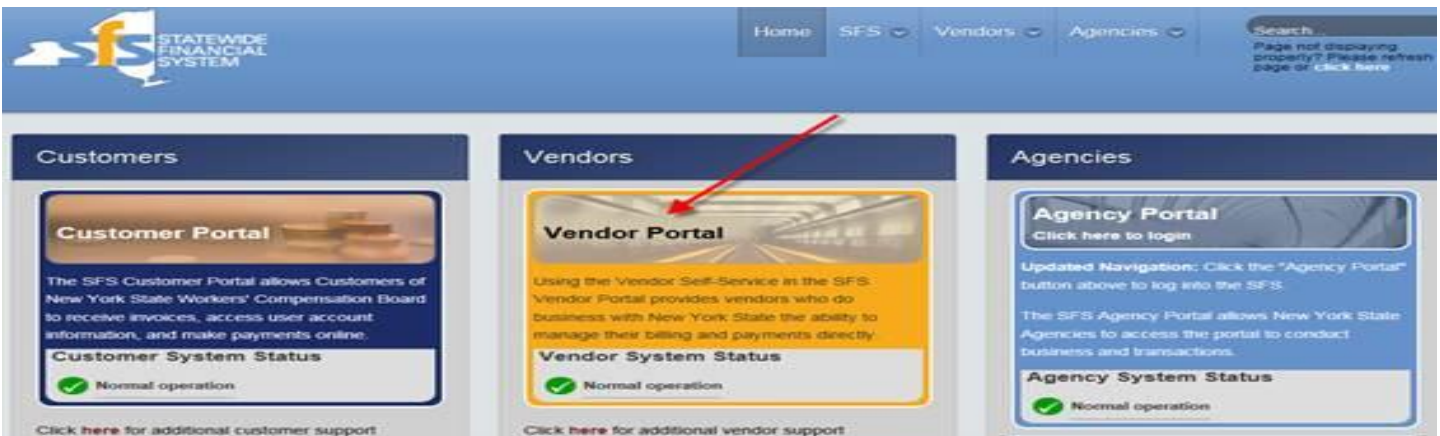 STATEWIDE
FINANCIAL
SYSTEM
sfs
Home SFS Vendors Agencies
Search...
Page not displaying
properly? Please refresh
page or click here
Customers
Customer Portal
The SFS Customer Portal allows Customers of
New York State Workers' Compensation Board
to receive invoices, access user account
information, and make payments online.
Customer System Status
Normal operation
Click here for additional customer support
Vendors
Vendor Portal
Using the Vendor Self-Service in the SFS
Vendor Portal provides vendors who do
business with New York State the ability to
manage their billing and payments directly
Vendor System Status
Normal operation
Click here for additional vendor support
Agencies
Agency Portal
Click here to login
Updated Navigation: Click the "Agency Portal"
button above to log into the SFS.
The SFS Agency Portal allows New York State
Agencies to access the portal to conduct
business and transactions.
Agency System Status
Normal operation